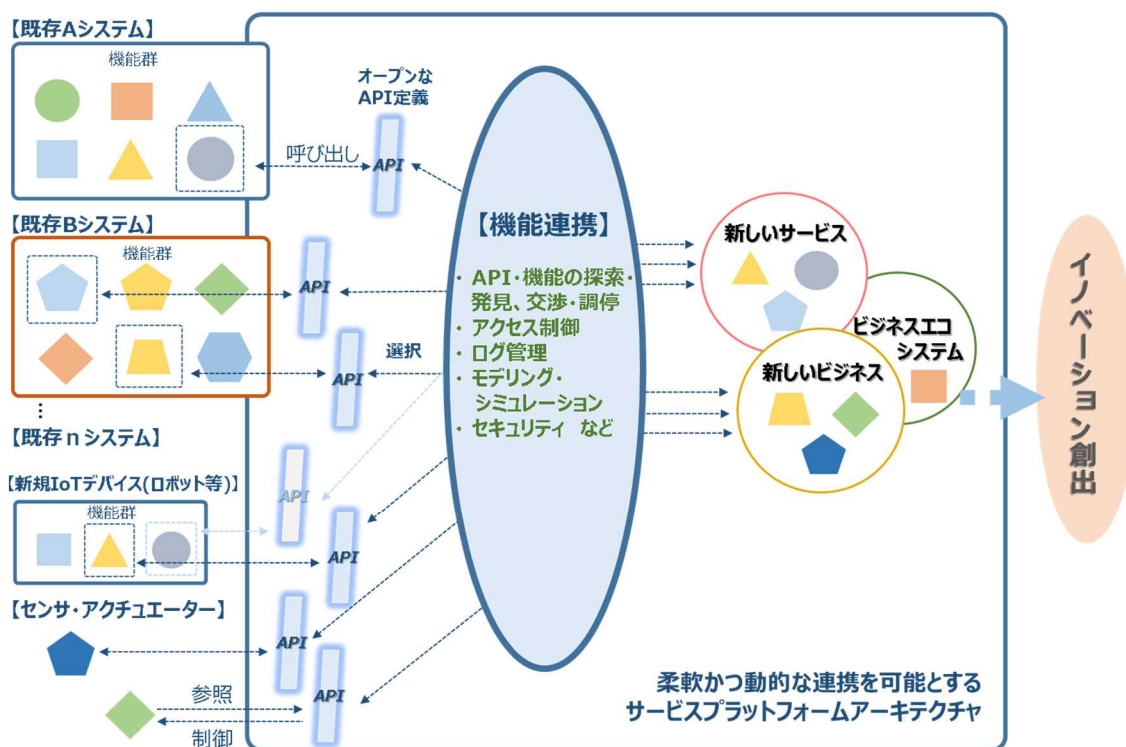 【既存Aシステム】
機能群
オープンな
API定義
呼び出し
API
【既存Bシステム】
機能群
API
選択
API
…
【既存ｎシステム】
【新規IoTデバイス(ロボット等)】
機能群
API
API
【センサ・アクチュエーター】
API
参照
API
制御
【機能連携】
・ API・機能の探索・
発見、交渉・調停
・ アクセス制御
・ ログ管理
・ モデリング・
シミュレーション
・ セキュリティ など
新しいサービス
ビジネスエコ
システム
新しいビジネス
イノベーション創出
柔軟かつ動的な連携を可能とする
サービスプラットフォームアーキテクチャ